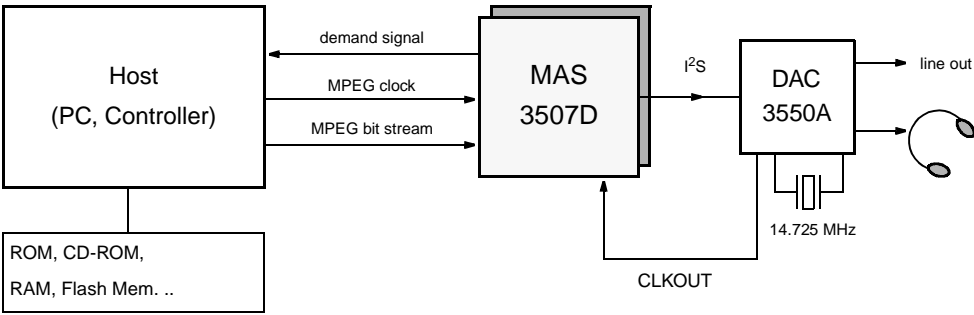 Host
(PC, Controller)
demand signal
MPEG clock
MPEG bit stream
MAS
3507D
I²S
DAC
3550A
line out
14.725 MHz
CLKOUT
ROM, CD-ROM,
RAM, Flash Mem. ..